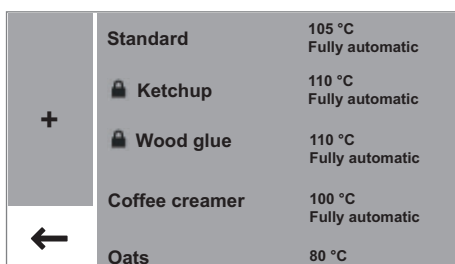 Standard 105 °C
Fully automatic
Ketchup 110 °C
Fully automatic
+
Wood glue 110 °C
Fully automatic
Coffee creamer 100 °C
Fully automatic
←
Oats 80 °C